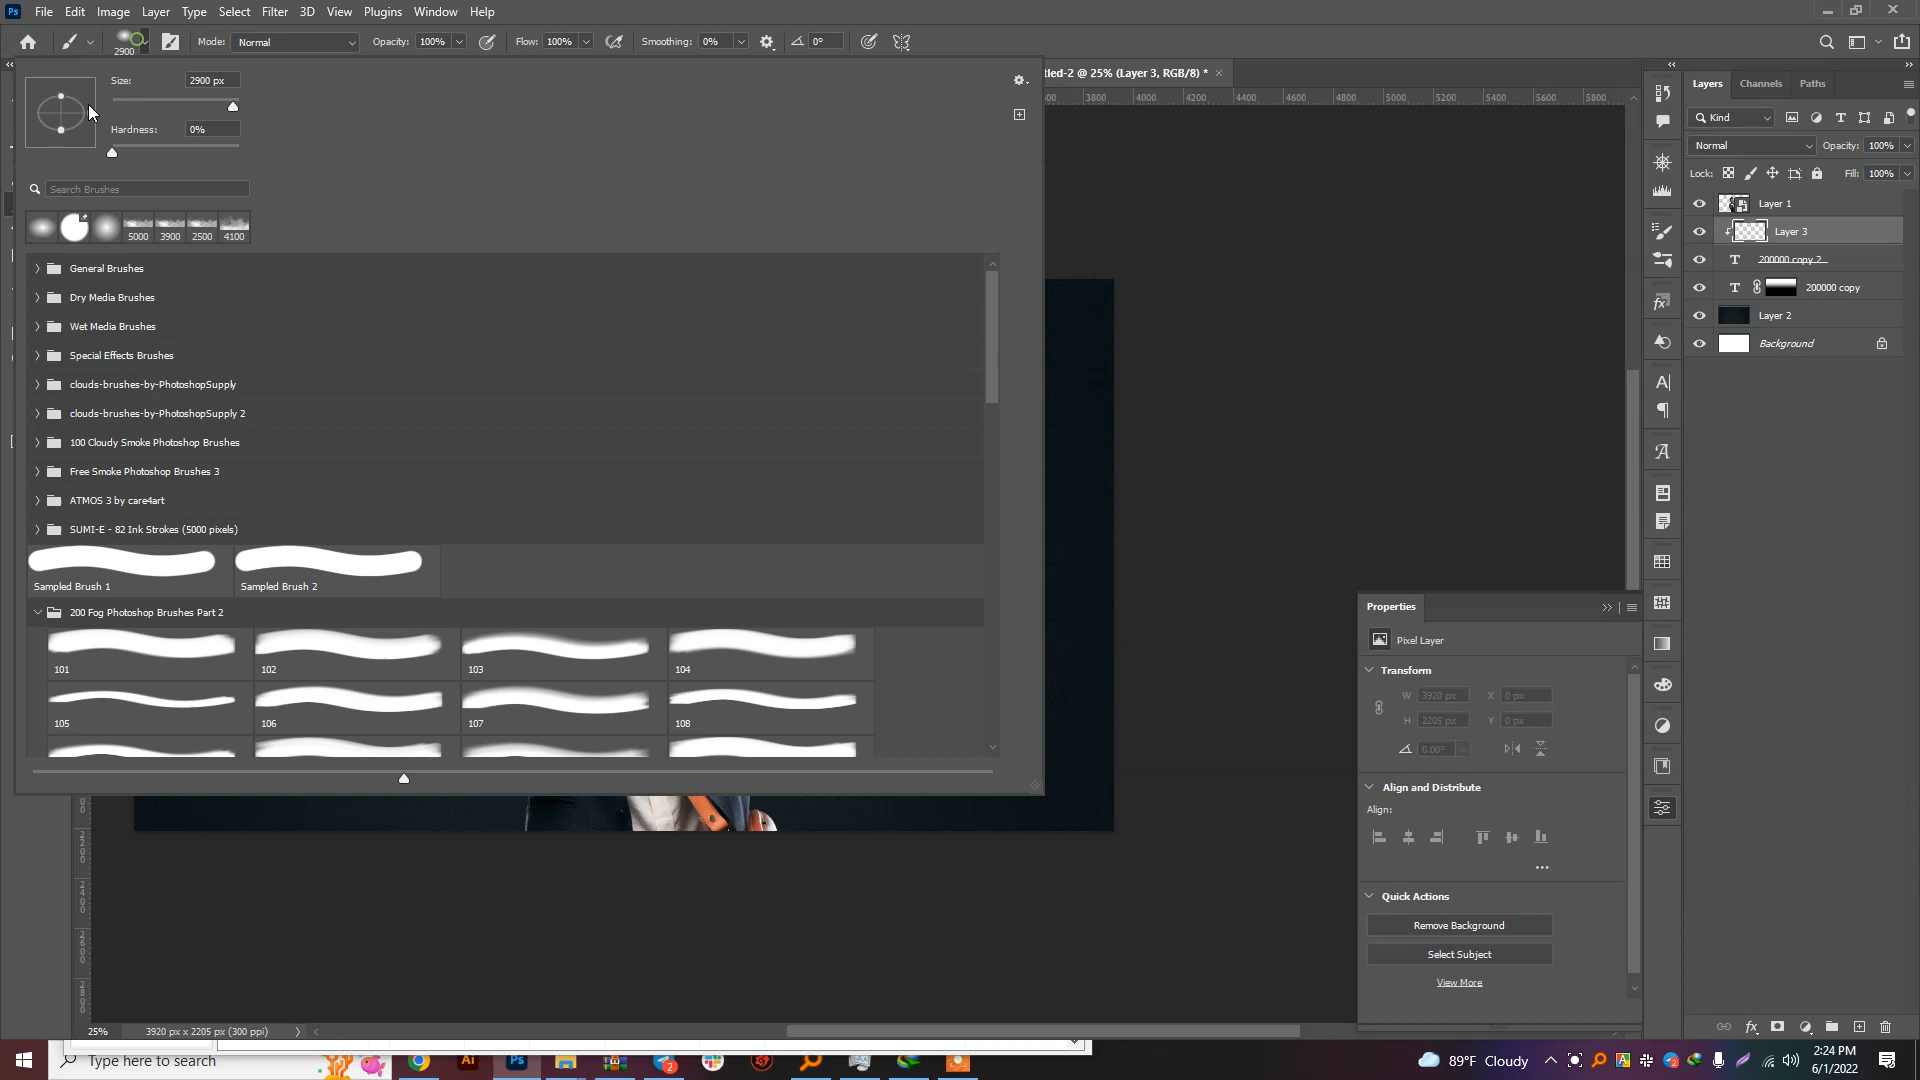 Ps File Edit Image Layer Type Select Filter 3D View Plugins Window Help
2900 Mode: Normal Opacity: 100% Flow: 100% Smoothing: 0% 0°
Size: 2900 px
Hardness: 0%
Search Brushes
5000 3900 2500 4100
General Brushes
Dry Media Brushes
Wet Media Brushes
Special Effects Brushes
clouds-brushes-by-PhotoshopSupply
clouds-brushes-by-PhotoshopSupply 2
100 Cloudy Smoke Photoshop Brushes
Free Smoke Photoshop Brushes 3
ATMOS 3 by care4art
SUMI-E - 82 Ink Strokes (5000 pixels)
Sampled Brush 1 Sampled Brush 2
200 Fog Photoshop Brushes Part 2
101 102 103 104
105 106 107 108
tled-2 @ 25% (Layer 3, RGB/8) *
3800 4000 4200 4400 4600 4800 5000 5200 5400 5600 5800
Layers Channels Paths
Kind
Normal Opacity: 100%
Lock: Fill: 100%
Layer 1
Layer 3
200000 copy 2
200000 copy
Layer 2
Background
Properties
Pixel Layer
Transform
W 3920 px X 0 px
H 2205 px Y 0 px
0.00°
Align and Distribute
Align:
Quick Actions
Remove Background
Select Subject
View More
2200
2400
2600
2800
25% 3920 px x 2205 px (300 ppi)
Type here to search
Ai Ps 2
89°F Cloudy
2:24 PM
6/1/2022